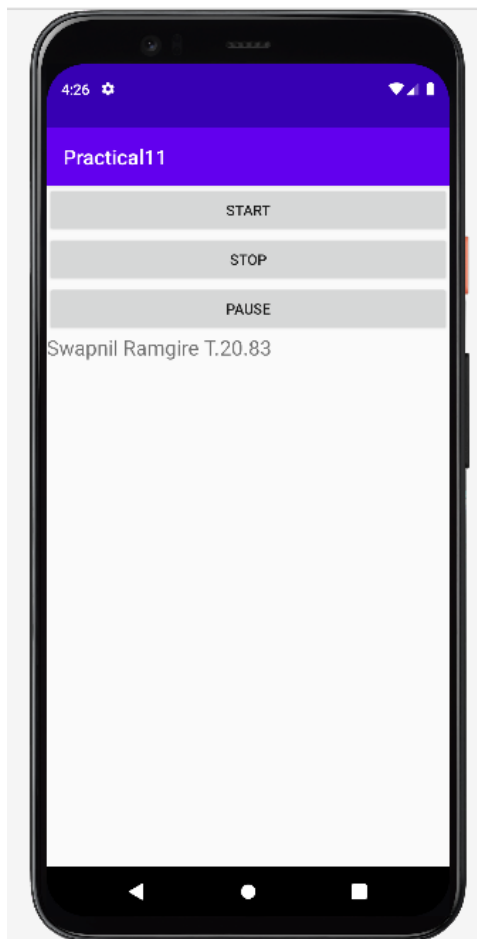 4:26
Practical11
START
STOP
PAUSE
Swapnil Ramgire T.20.83